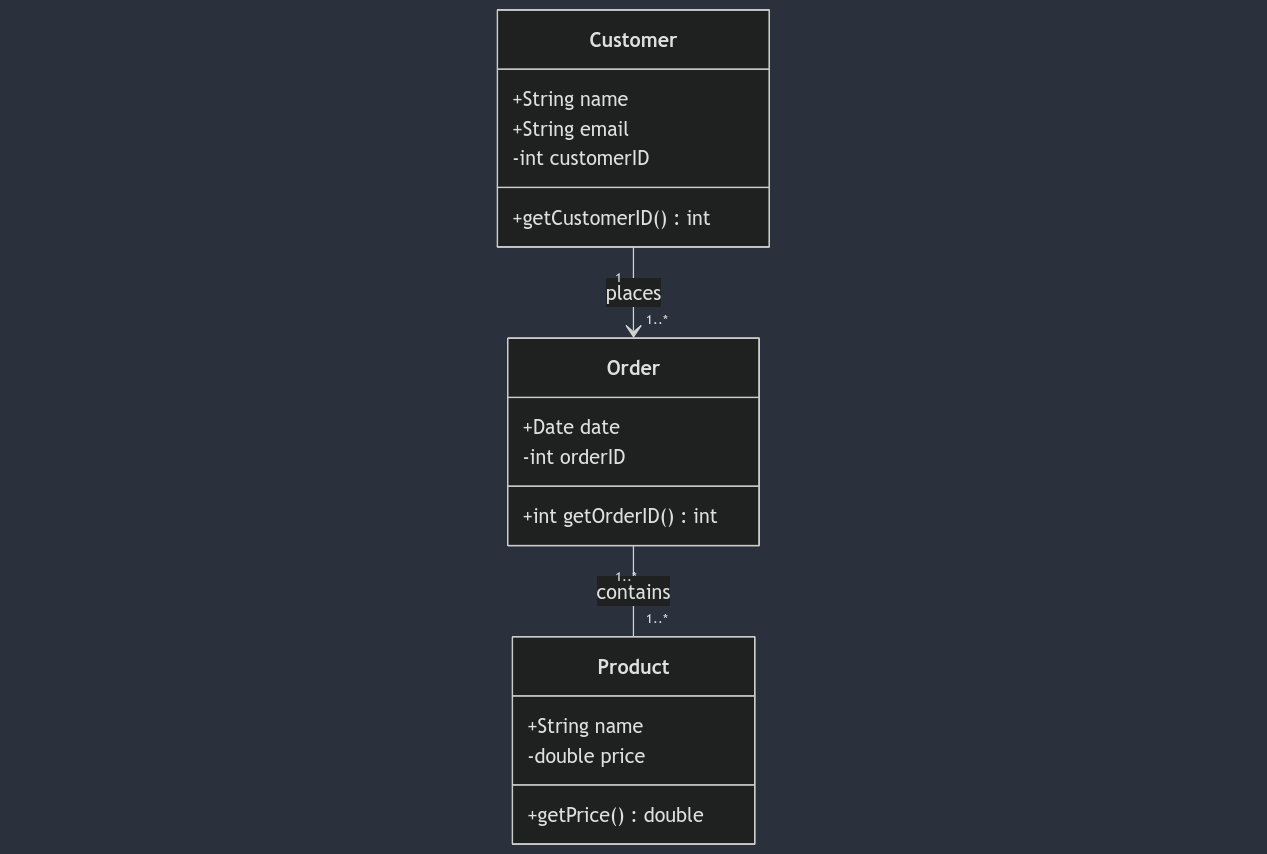 Customer
+String name
+String email
-int customerID
+getCustomerID() : int
1
places
1..*
Order
+Date date
-int orderID
+int getOrderID() : int
1..*
contains
1..*
Product
+String name
-double price
+getPrice() : double